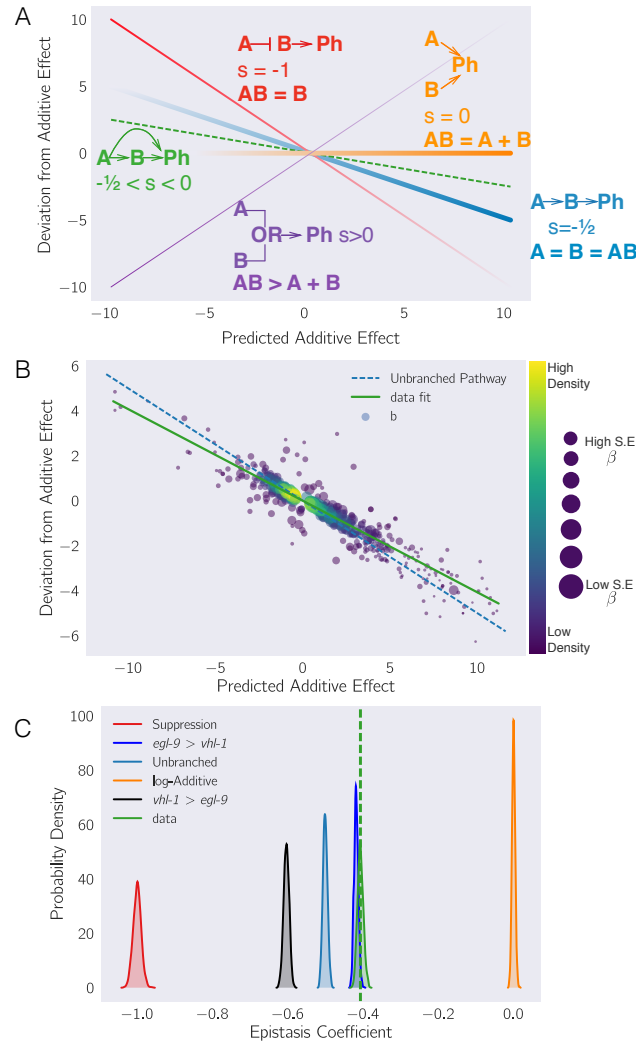 A
Deviation from Additive Effect
10
5
0
−5
−10
A B Ph
s = -1
AB = B
A
Ph
B
s = 0
AB = A + B
A B Ph
-½ < s < 0
A
OR Ph s>0
B
AB > A + B
A B Ph
s=-½
A = B = AB
−10
−5
0
5
10
Predicted Additive Effect
B
Deviation from Additive Effect
6
4
2
0
−2
−4
−6
Unbranched Pathway
data fit
b
−10
−5
0
5
10
Predicted Additive Effect
High
Density
Low
Density
High S.E
β
Low S.E
β
C
Probability Density
100
80
60
40
20
0
Suppression
egl-9 > vhl-1
Unbranched
log-Additive
vhl-1 > egl-9
data
−1.0
−0.8
−0.6
−0.4
−0.2
0.0
Epistasis Coefficient